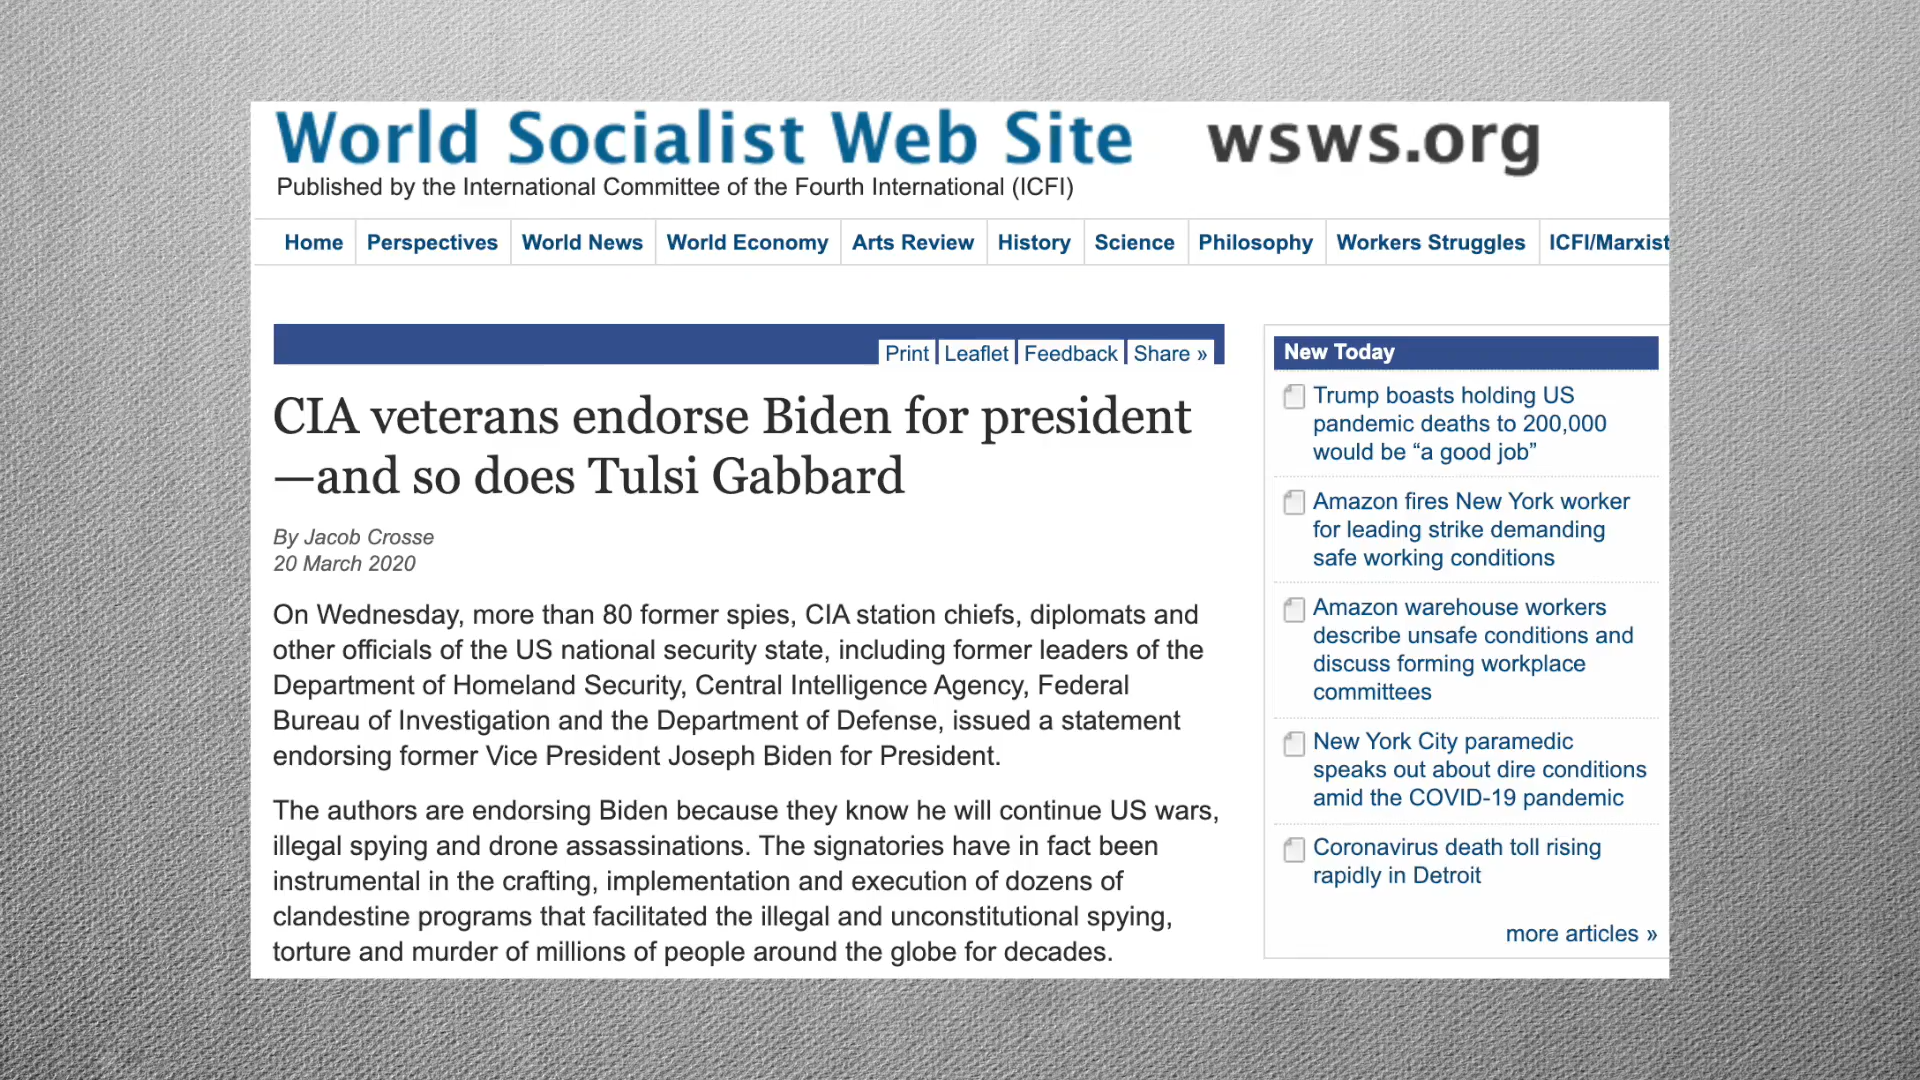 World Socialist Web Site wsws.org
Published by the International Committee of the Fourth International (ICFI)
Home Perspectives World News World Economy Arts Review History Science Philosophy Workers Struggles ICFI/Marxist
Print Leaflet Feedback Share »
CIA veterans endorse Biden for president
—and so does Tulsi Gabbard
By Jacob Crosse
20 March 2020
On Wednesday, more than 80 former spies, CIA station chiefs, diplomats and
other officials of the US national security state, including former leaders of the
Department of Homeland Security, Central Intelligence Agency, Federal
Bureau of Investigation and the Department of Defense, issued a statement
endorsing former Vice President Joseph Biden for President.
The authors are endorsing Biden because they know he will continue US wars,
illegal spying and drone assassinations. The signatories have in fact been
instrumental in the crafting, implementation and execution of dozens of
clandestine programs that facilitated the illegal and unconstitutional spying,
torture and murder of millions of people around the globe for decades.
New Today
Trump boasts holding US
pandemic deaths to 200,000
would be “a good job”
Amazon fires New York worker
for leading strike demanding
safe working conditions
Amazon warehouse workers
describe unsafe conditions and
discuss forming workplace
committees
New York City paramedic
speaks out about dire conditions
amid the COVID-19 pandemic
Coronavirus death toll rising
rapidly in Detroit
more articles »